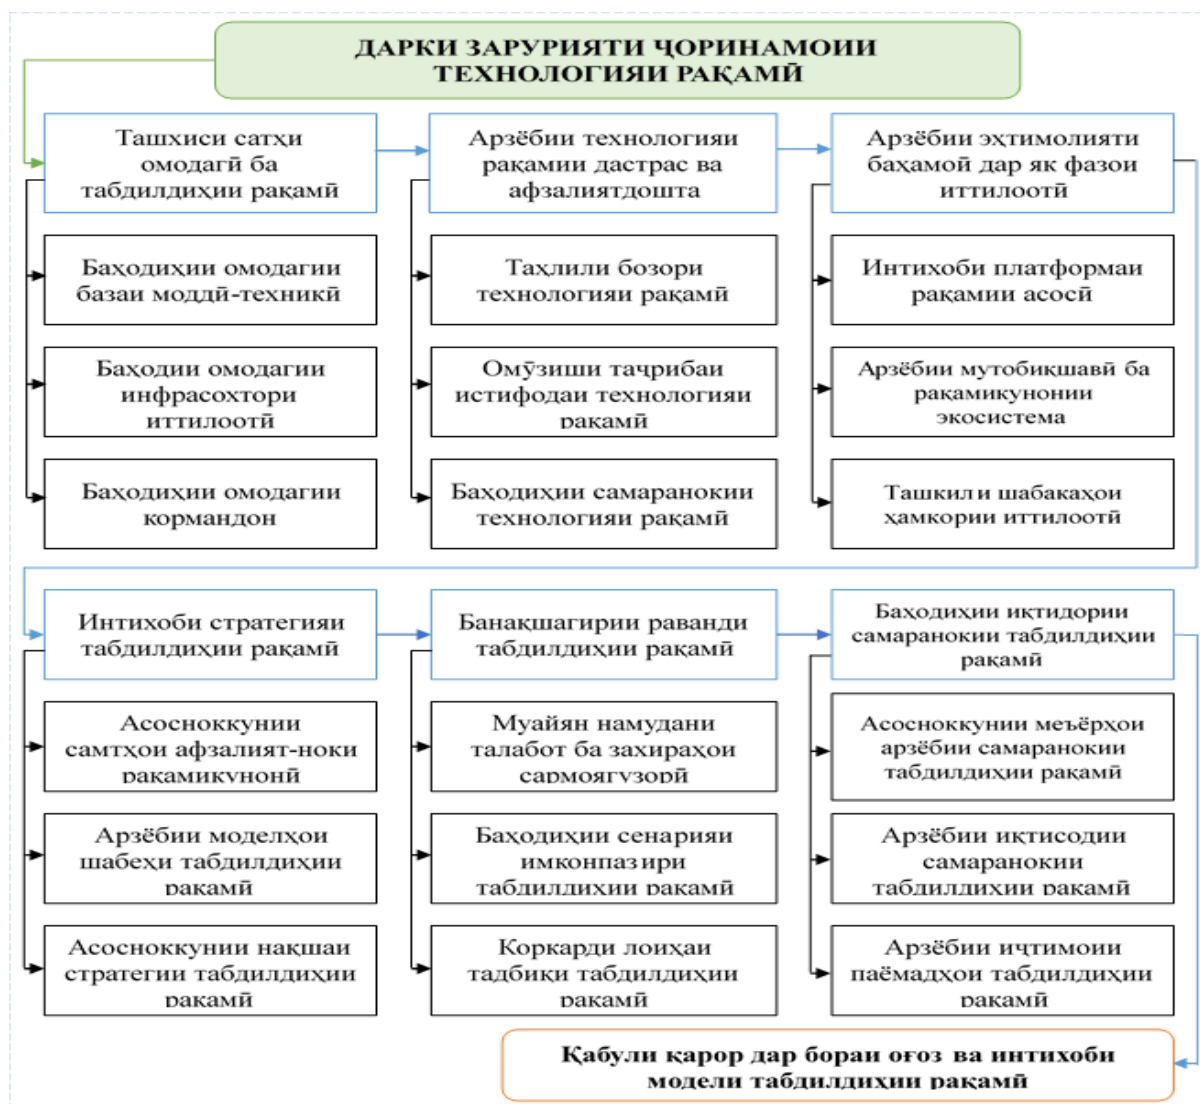 ДАРКИ ЗАРУРИЯТИ ҶОРИНАМОИИ
ТЕХНОЛОГИЯИ РАҚАМӢ
Ташхиси сатҳи
омодагӣ ба
табдилдиҳии рақамӣ
Арзёбии технологияи
рақамии дастрас ва
афзалиятдошта
Арзёбии эҳтимолияти
баҳамоӣ дар як фазои
иттилоотӣ
Баҳодиҳии омодагии
базаи моддӣ-техникӣ
Таҳлили бозори
технологияи рақамӣ
Интихоби платформаи
рақамии асосӣ
Баҳодии омодагии
инфрасохтори
иттилоотӣ
Омӯзиши таҷрибаи
истифодаи технологияи
рақамӣ
Арзёбии мутобиқшавӣ ба
рақамикунонии
экосистема
Баҳодиҳии омодагии
кормандон
Баҳодиҳии самаранокии
технологияи рақамӣ
Ташкили шабакаҳои
ҳамкории иттилоотӣ
Интихоби стратегияи
табдилдиҳии рақамӣ
Банақшагирии раванди
табдилдиҳии рақамӣ
Баҳодиҳии иқтидории
самаранокии табдилдиҳии
рақамӣ
Асосноккунии
самтҳои афзалият-ноки
рақамикунонӣ
Муайян намудани
талабот ба захираҳои
сармоягузорӣ
Асосноккунии меъёрҳои
арзёбии самаранокии
табдилдиҳии рақамӣ
Арзёбии моделҳои
шабеҳи табдилдиҳии
рақамӣ
Баҳодиҳии сенарияи
имконпазири
табдилдиҳии рақамӣ
Арзёбии иқтисодии
самаранокии
табдилдиҳии рақамӣ
Асосноккунии нақшаи
стратегии табдилдиҳии
рақамӣ
Коркарди лоиҳаи
тадбиқи табдилдиҳии
рақамӣ
Арзёбии иҷтимоии
паёмадҳои табдилдиҳии
рақамӣ
Қабули қарор дар бораи оғоз ва интихоби
модели табдилдиҳии рақамӣ